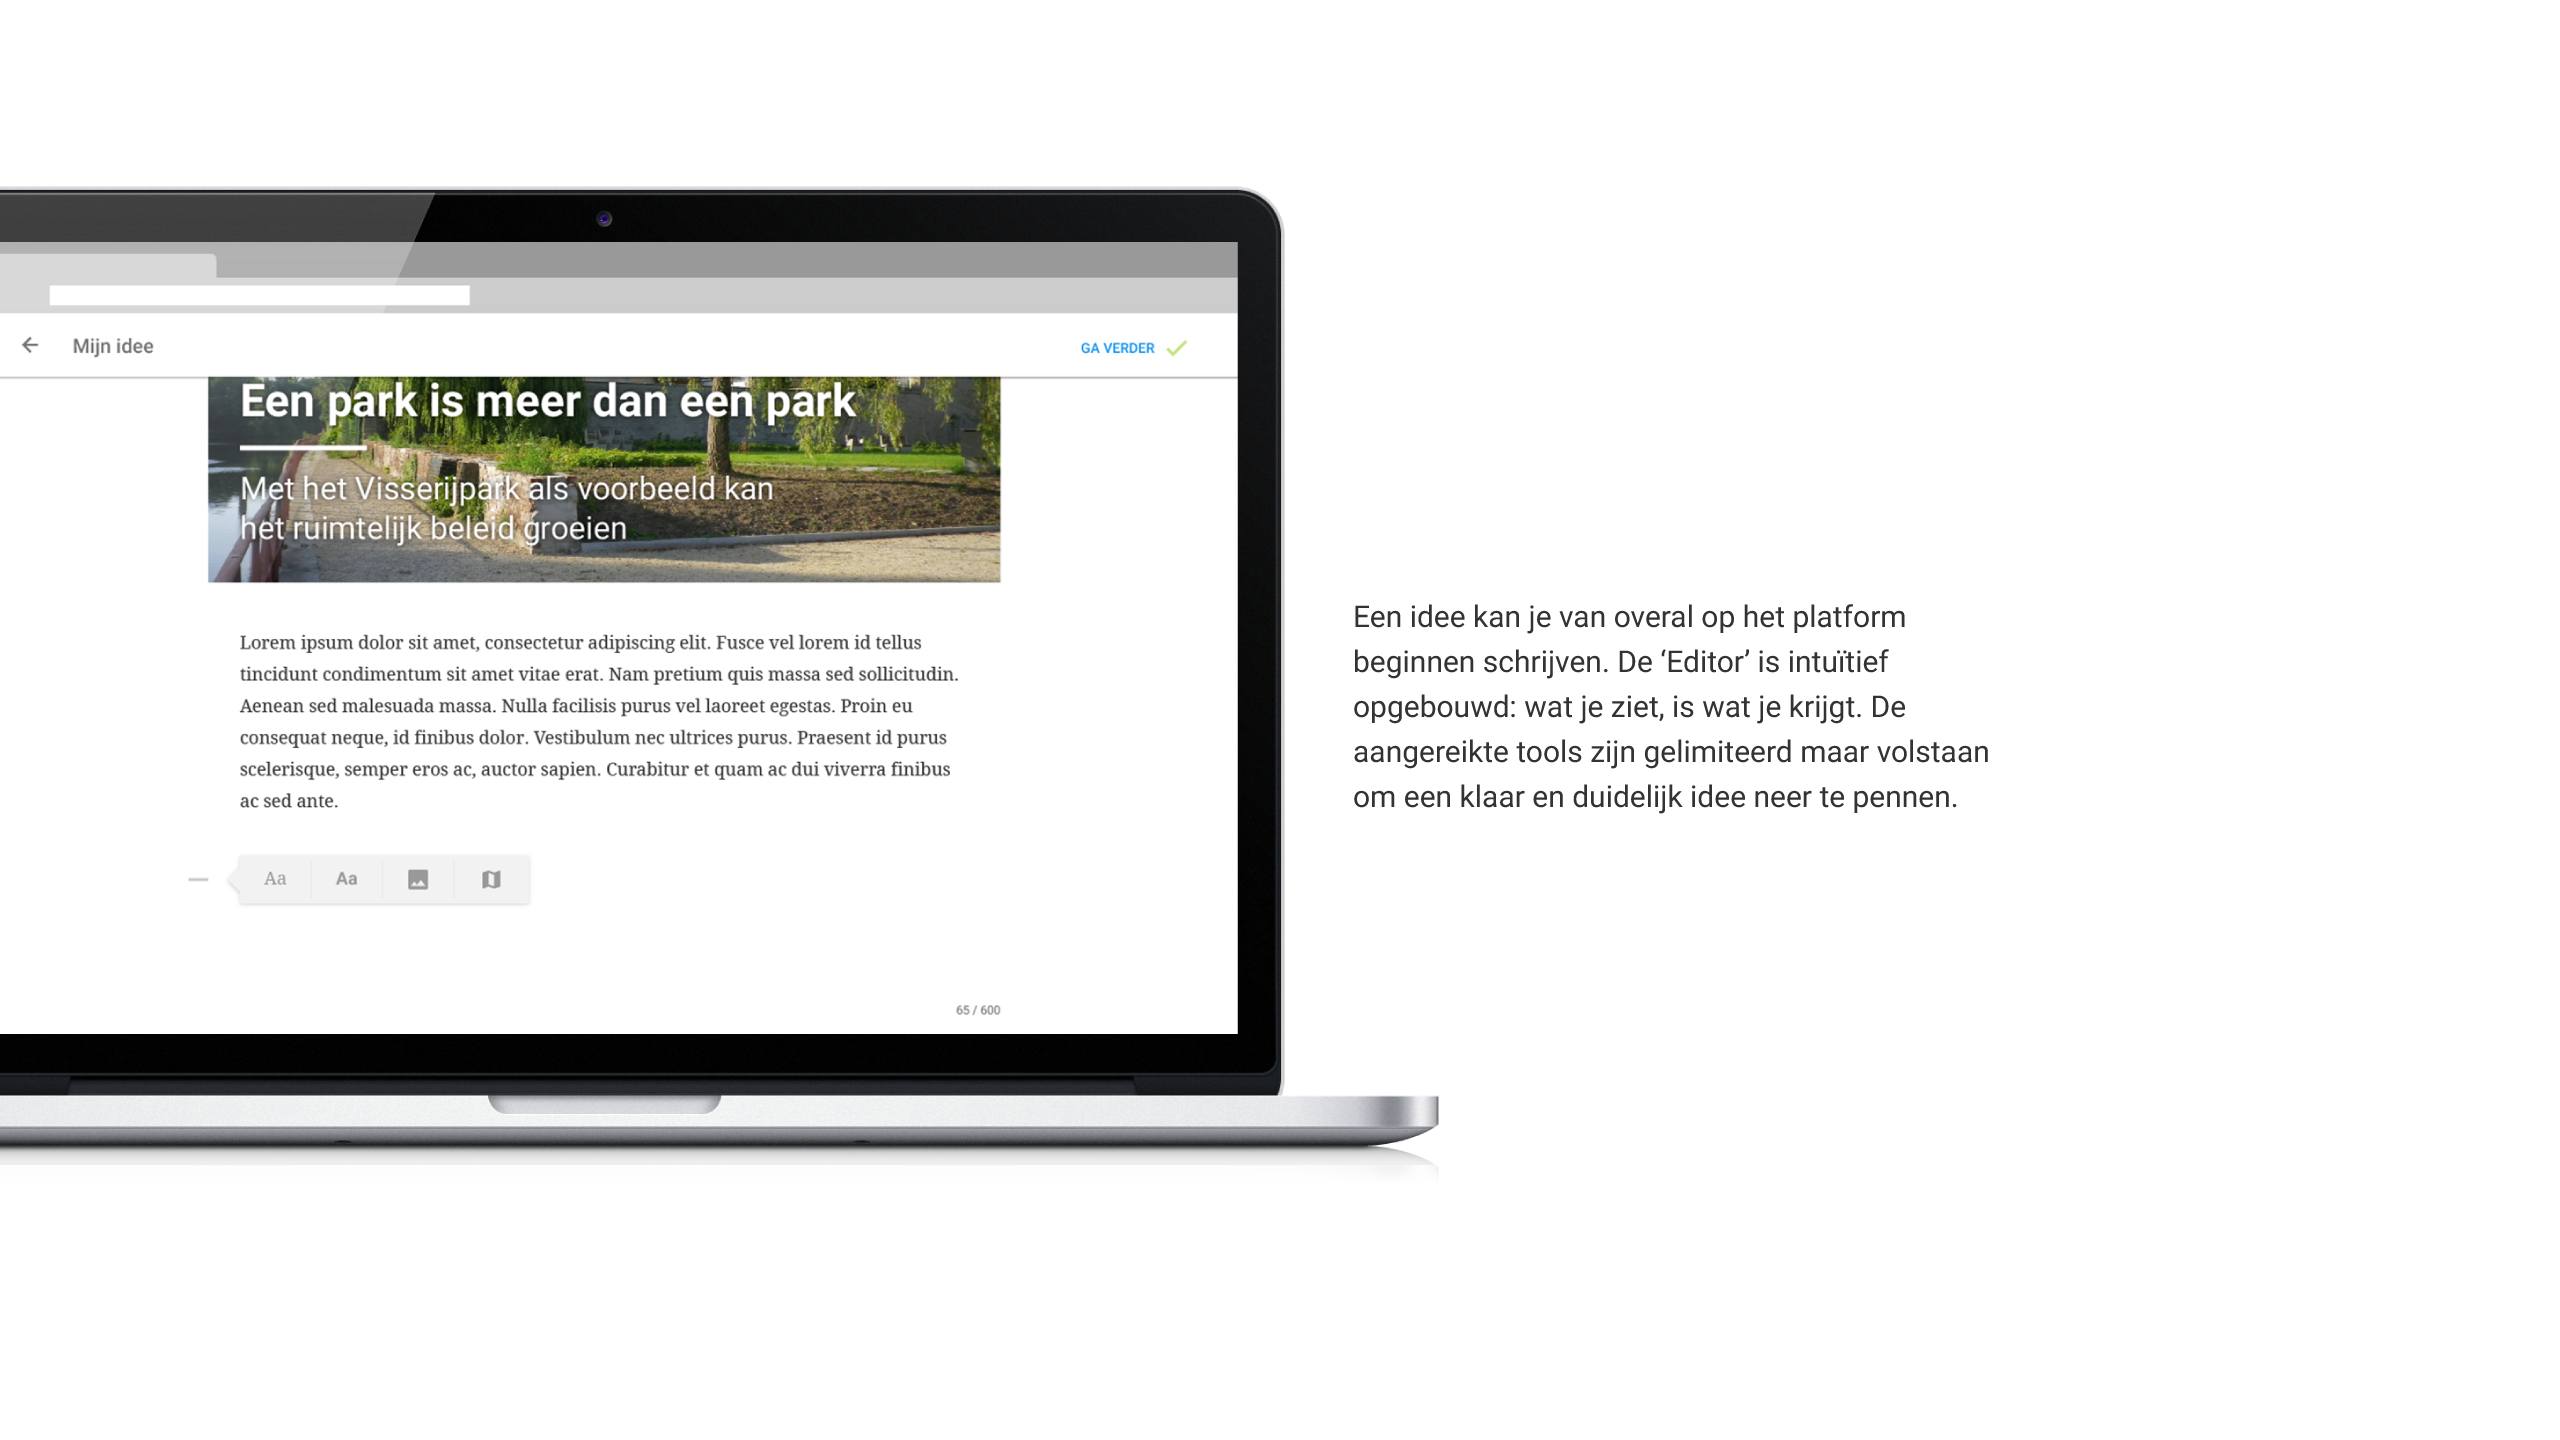 Mijn idee
GA VERDER
Een park is meer dan een park
Met het Visserijpark als voorbeeld kan
het ruimtelijk beleid groeien
Lorem ipsum dolor sit amet, consectetur adipiscing elit. Fusce vel lorem id tellus
tincidunt condimentum sit amet vitae erat. Nam pretium quis massa sed sollicitudin.
Aenean sed malesuada massa. Nulla facilisis purus vel laoreet egestas. Proin eu
consequat neque, id finibus dolor. Vestibulum nec ultrices purus. Praesent id purus
scelerisque, semper eros ac, auctor sapien. Curabitur et quam ac dui viverra finibus
ac sed ante.
Aa Aa
65 / 600
Een idee kan je van overal op het platform
beginnen schrijven. De ‘Editor’ is intuïtief
opgebouwd: wat je ziet, is wat je krijgt. De
aangereikte tools zijn gelimiteerd maar volstaan
om een klaar en duidelijk idee neer te pennen.